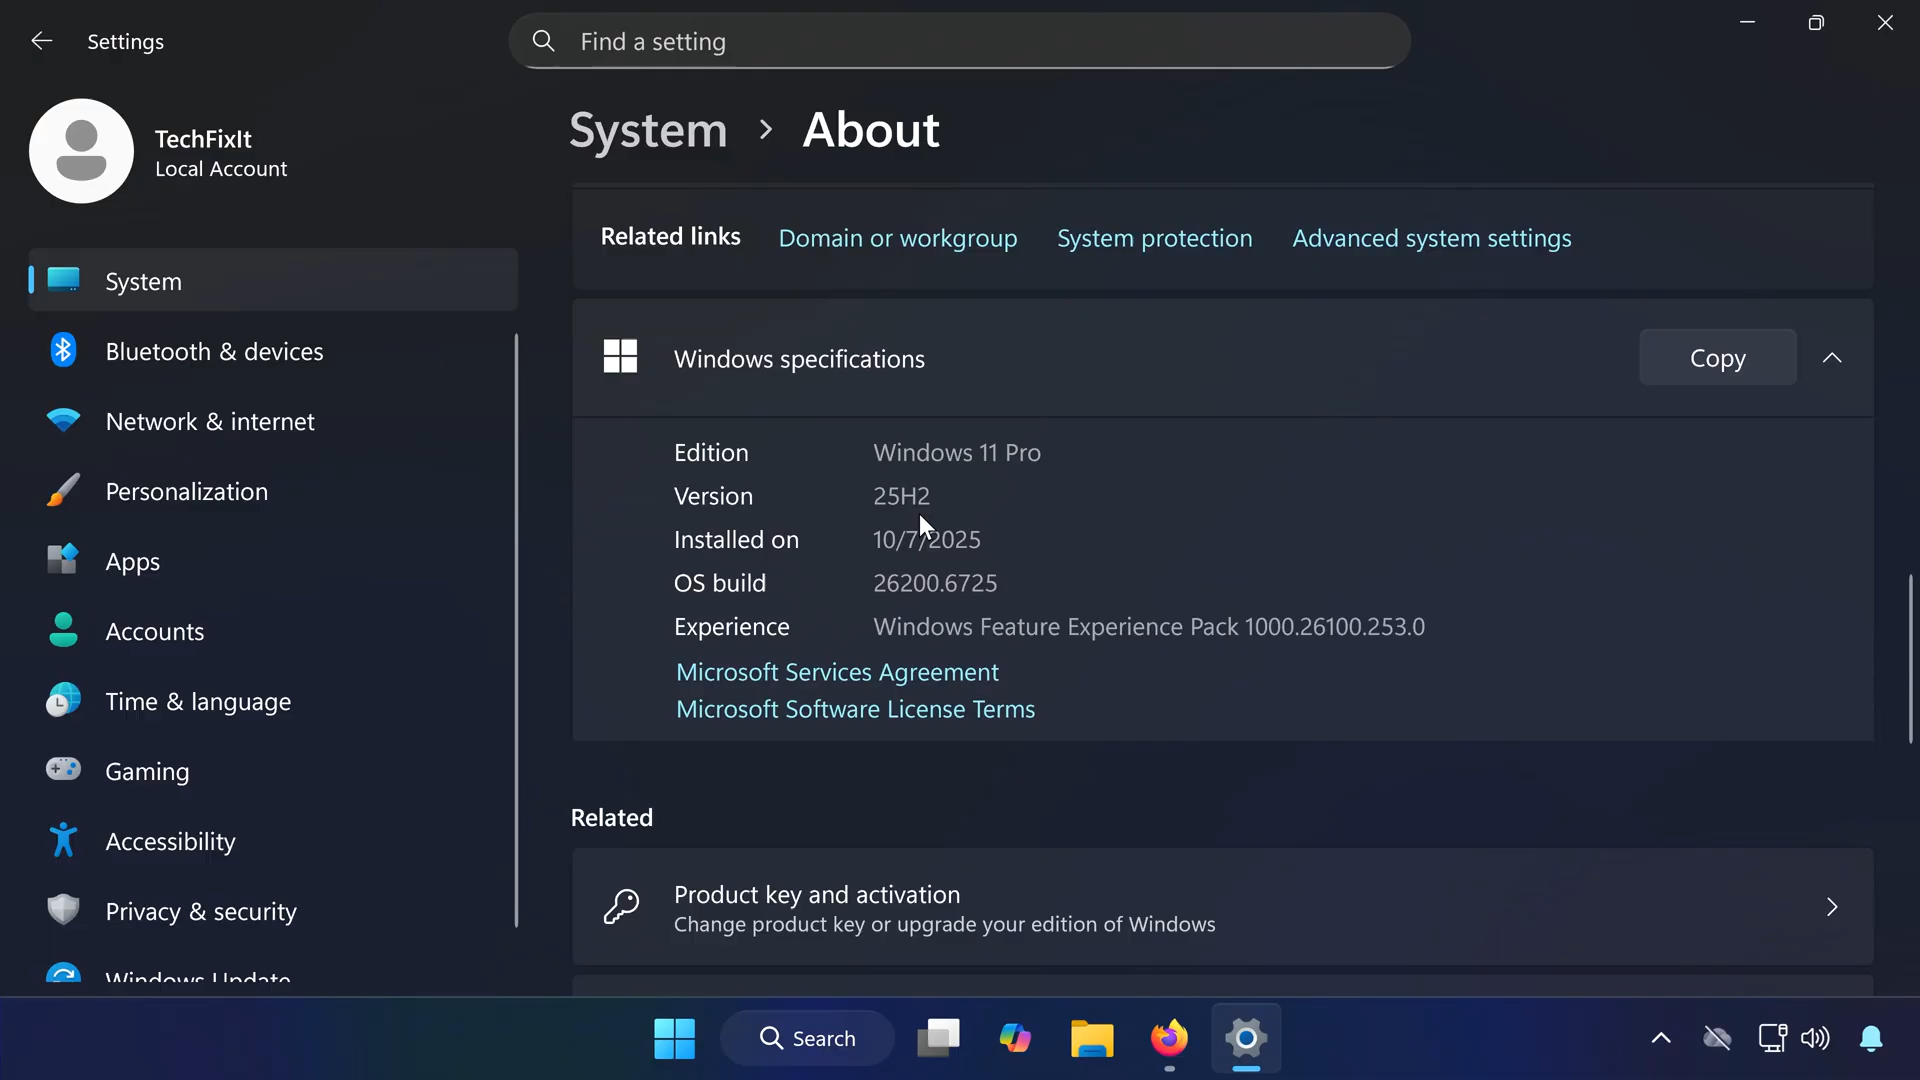 Settings
Find a setting
TechFixIt
Local Account
System
Bluetooth & devices
Network & internet
Personalization
Apps
Accounts
Time & language
Gaming
Accessibility
Privacy & security
Windows Update
System > About
Related links Domain or workgroup System protection Advanced system settings
Windows specifications Copy
Edition Windows 11 Pro
Version 25H2
Installed on 10/7/2025
OS build 26200.6725
Experience Windows Feature Experience Pack 1000.26100.253.0
Microsoft Services Agreement
Microsoft Software License Terms
Related
Product key and activation
Change product key or upgrade your edition of Windows
Search